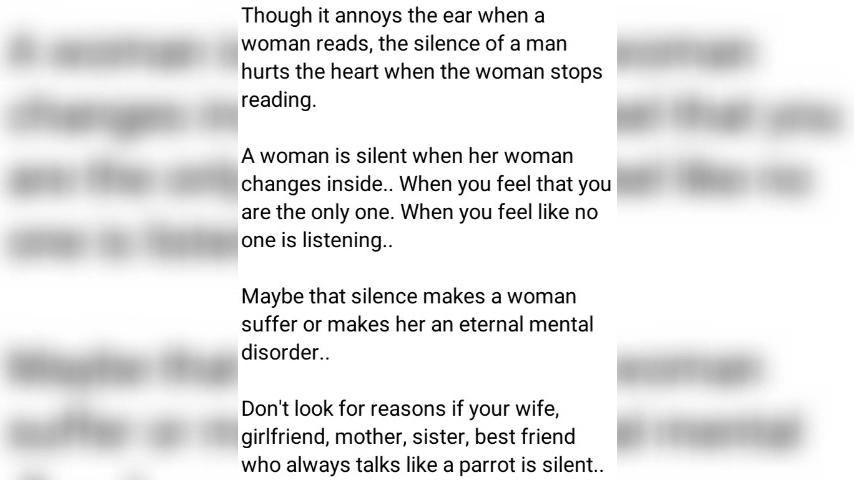 Though it annoys the ear when a
woman reads, the silence of a man
hurts the heart when the woman stops
reading.
A woman is silent when her woman
changes inside.. When you feel that you
are the only one. When you feel like no
one is listening..
Maybe that silence makes a woman
suffer or makes her an eternal mental
disorder..
Don't look for reasons if your wife,
girlfriend, mother, sister, best friend
who always talks like a parrot is silent..